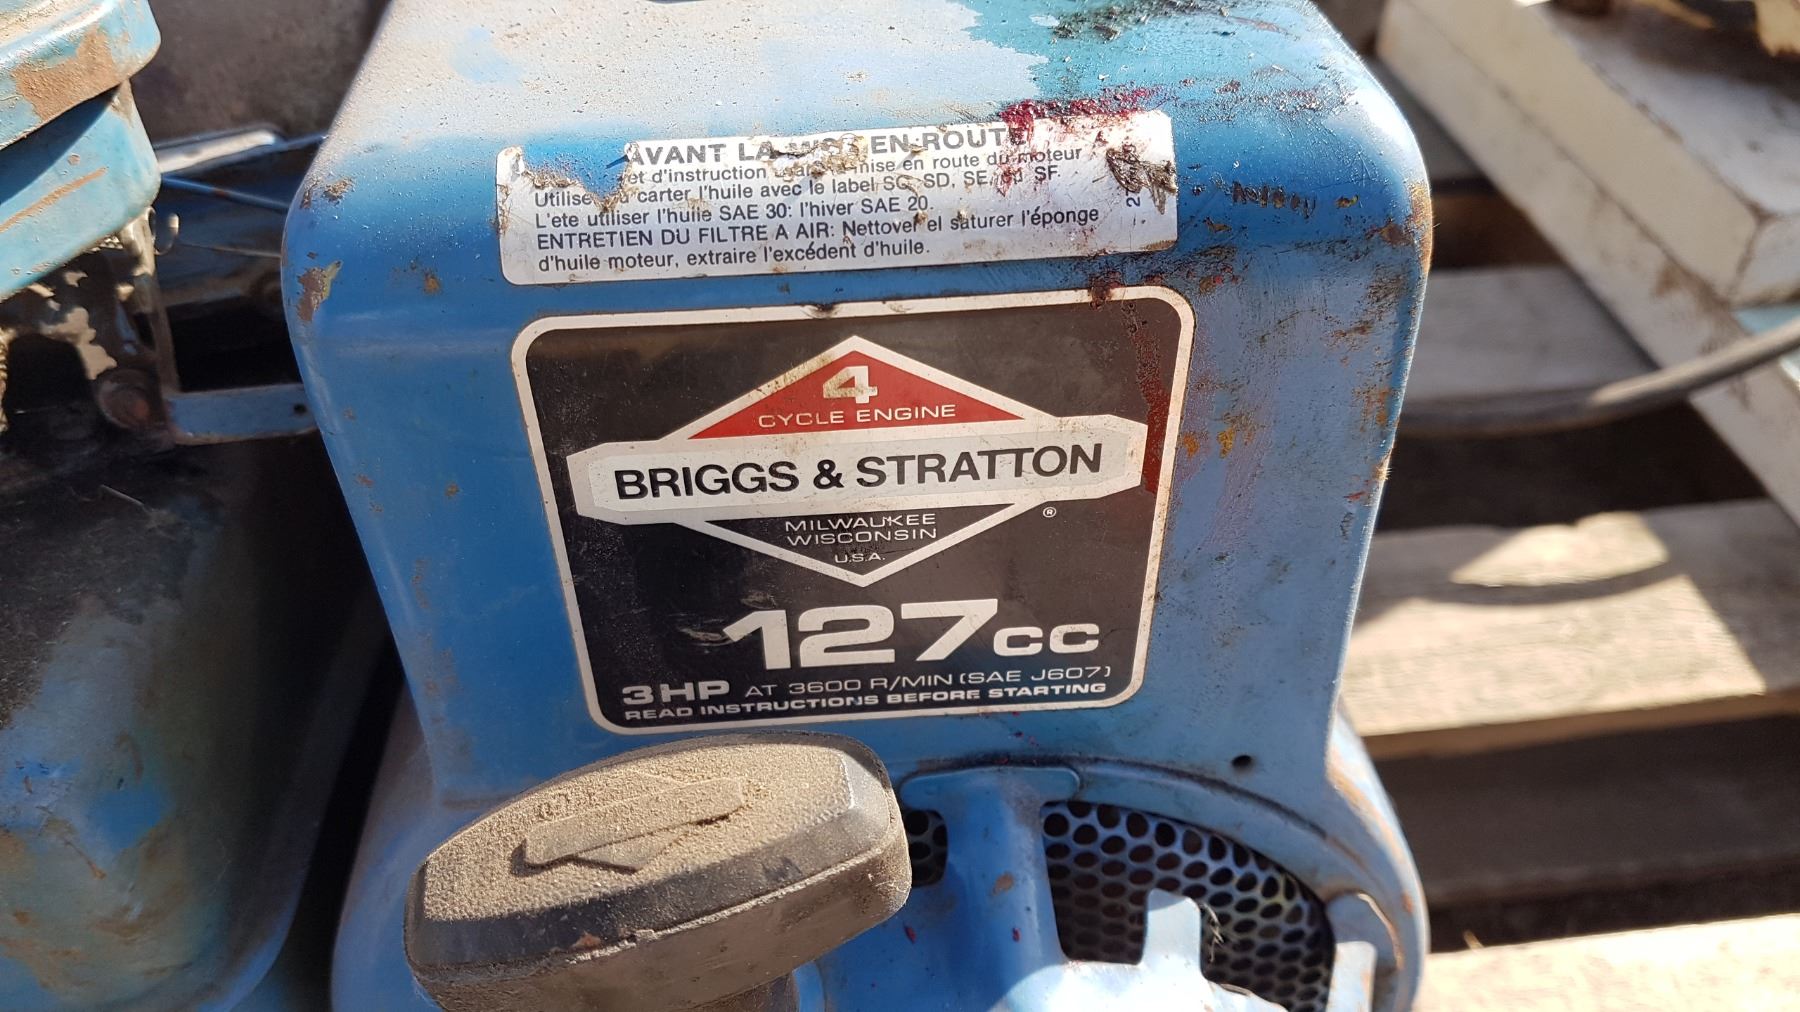 AVANT LA EN ROUTE
et d'instruction mise en route du moteur
Utilise carter l'huile avec le label SC, SD, SE, SF.
L'ete utiliser l'huile SAE 30: l'hiver SAE 20.
ENTRETIEN DU FILTRE A AIR: Nettover el saturer l'éponge
d'huile moteur, extraire l'excédent d'huile.
4
CYCLE ENGINE
BRIGGS & STRATTON
®
MILWAUKEE
WISCONSIN
U.S.A.
127cc
3HP AT 3600 R/MIN (SAE J607)
READ INSTRUCTIONS BEFORE STARTING